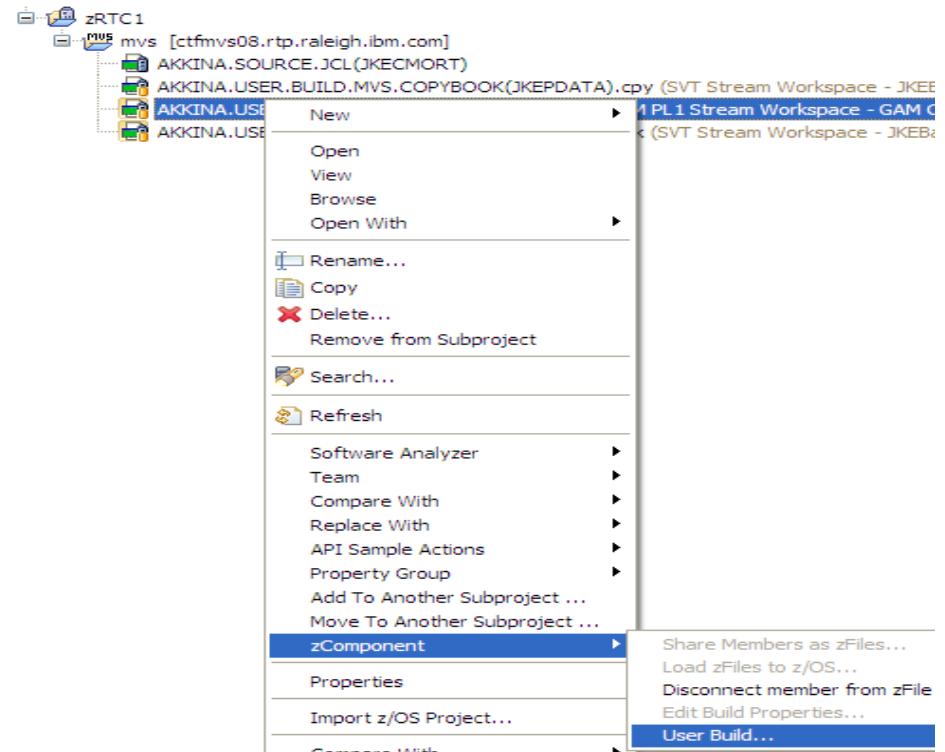 zRTC1
MVS mvs [ctfmvs08.rtp.raleigh.ibm.com]
AKKINA.SOURCE.JCL(JKECMORT)
AKKINA.USER.BUILD.MVS.COPYBOOK(JKEPDATA).cpy (SVT Stream Workspace - JKEB
AKKINA.USE PL1 Stream Workspace - GAM
AKKINA.USE (SVT Stream Workspace - JKEBa
New
Open
View
Browse
Open With
Rename...
Copy
Delete...
Remove from Subproject
Search...
Refresh
Software Analyzer
Team
Compare With
Replace With
API Sample Actions
Property Group
Add To Another Subproject ...
Move To Another Subproject ...
zComponent
Share Members as zFiles...
Load zFiles to z/OS...
Disconnect member from zFile
Edit Build Properties...
User Build...
Properties
Import z/OS Project...
Compare With